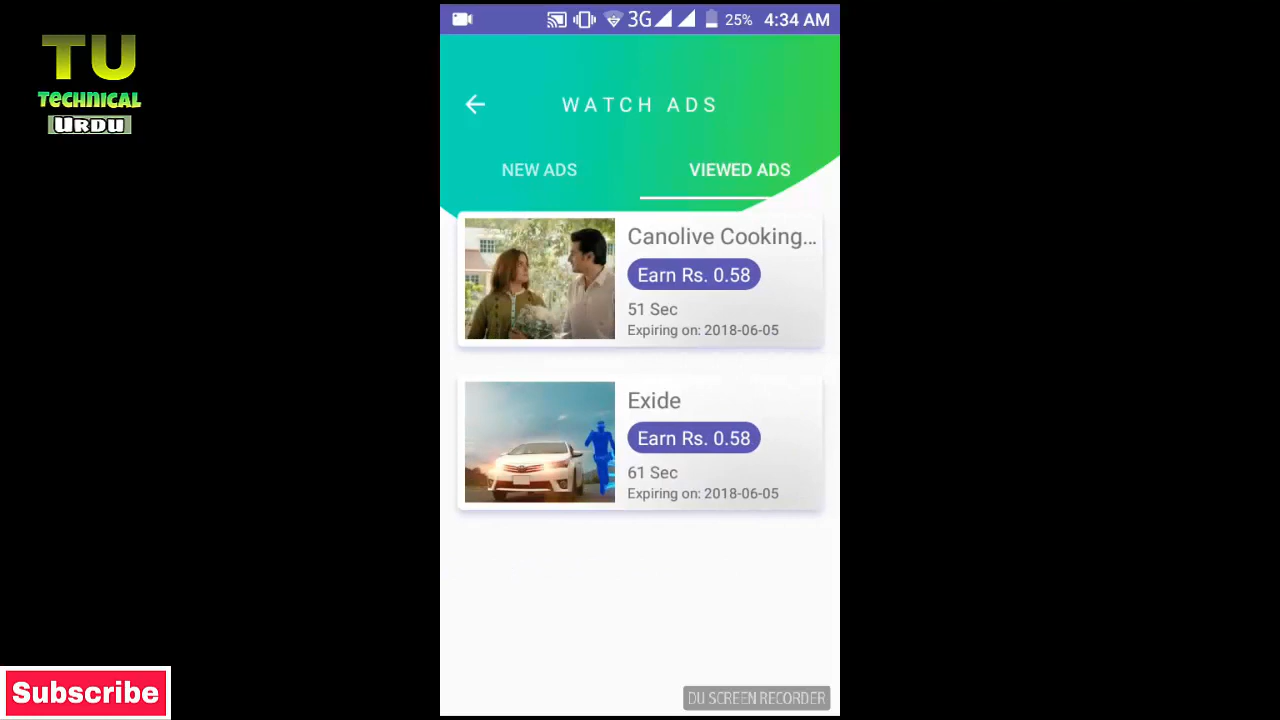 TU
TECHNICAL
URDU
3G 25% 4:34 AM
WATCH ADS
NEW ADS VIEWED ADS
Canolive Cooking...
Earn Rs. 0.58
51 Sec
Expiring on: 2018-06-05
Exide
Earn Rs. 0.58
61 Sec
Expiring on: 2018-06-05
Subscribe
DU SCREEN RECORDER